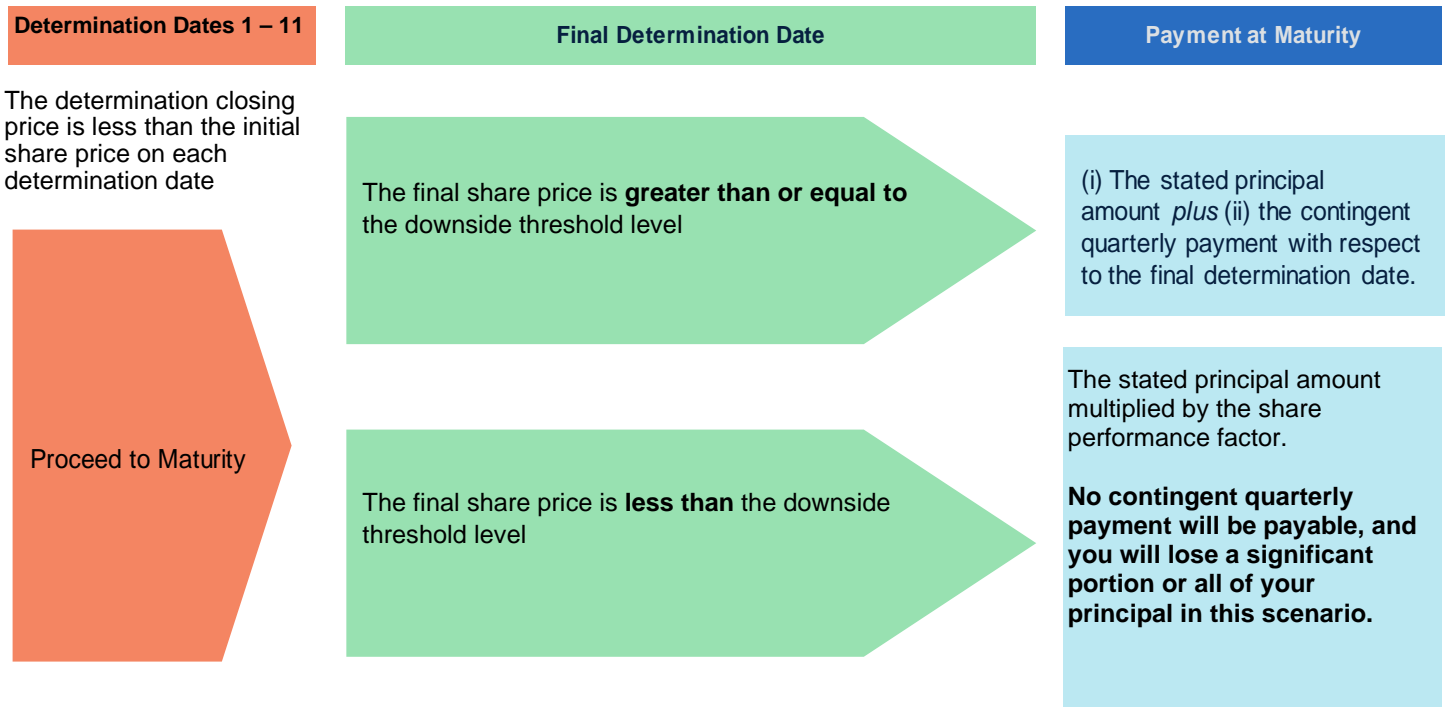 Determination Dates 1 – 11
Final Determination Date
Payment at Maturity
The determination closing
price is less than the initial
share price on each
determination date
Proceed to Maturity
The final share price is greater than or equal to
the downside threshold level
(i) The stated principal
amount plus (ii) the contingent
quarterly payment with respect
to the final determination date.
The final share price is less than the downside
threshold level
The stated principal amount
multiplied by the share
performance factor.
No contingent quarterly
payment will be payable, and
you will lose a significant
portion or all of your
principal in this scenario.